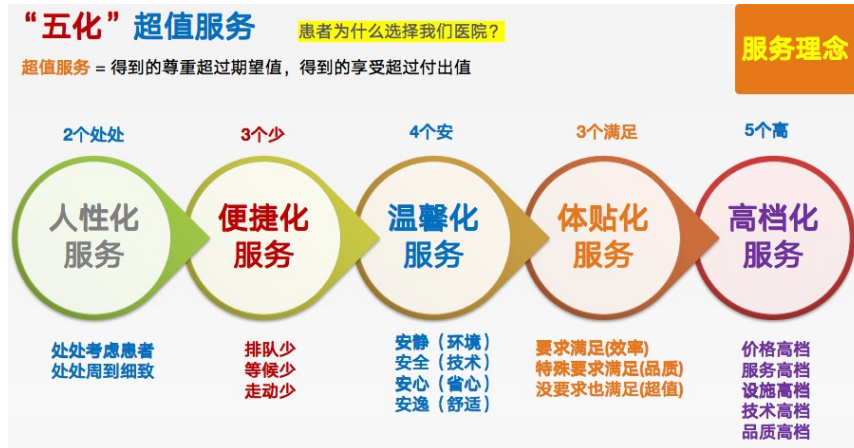 “五化”超值服务
患者为什么选择我们医院？
服务理念
超值服务 = 得到的尊重超过期望值，得到的享受超过付出值
2个处处
3个少
4个安
3个满足
5个高
人性化
服务
便捷化
服务
温馨化
服务
体贴化
服务
高档化
服务
处处考虑患者
处处周到细致
排队少
等候少
走动少
安静（环境）
安全（技术）
安心（省心）
安逸（舒适）
要求满足(效率)
特殊要求满足(品质)
没要求也满足(超值)
价格高档
服务高档
设施高档
技术高档
品质高档